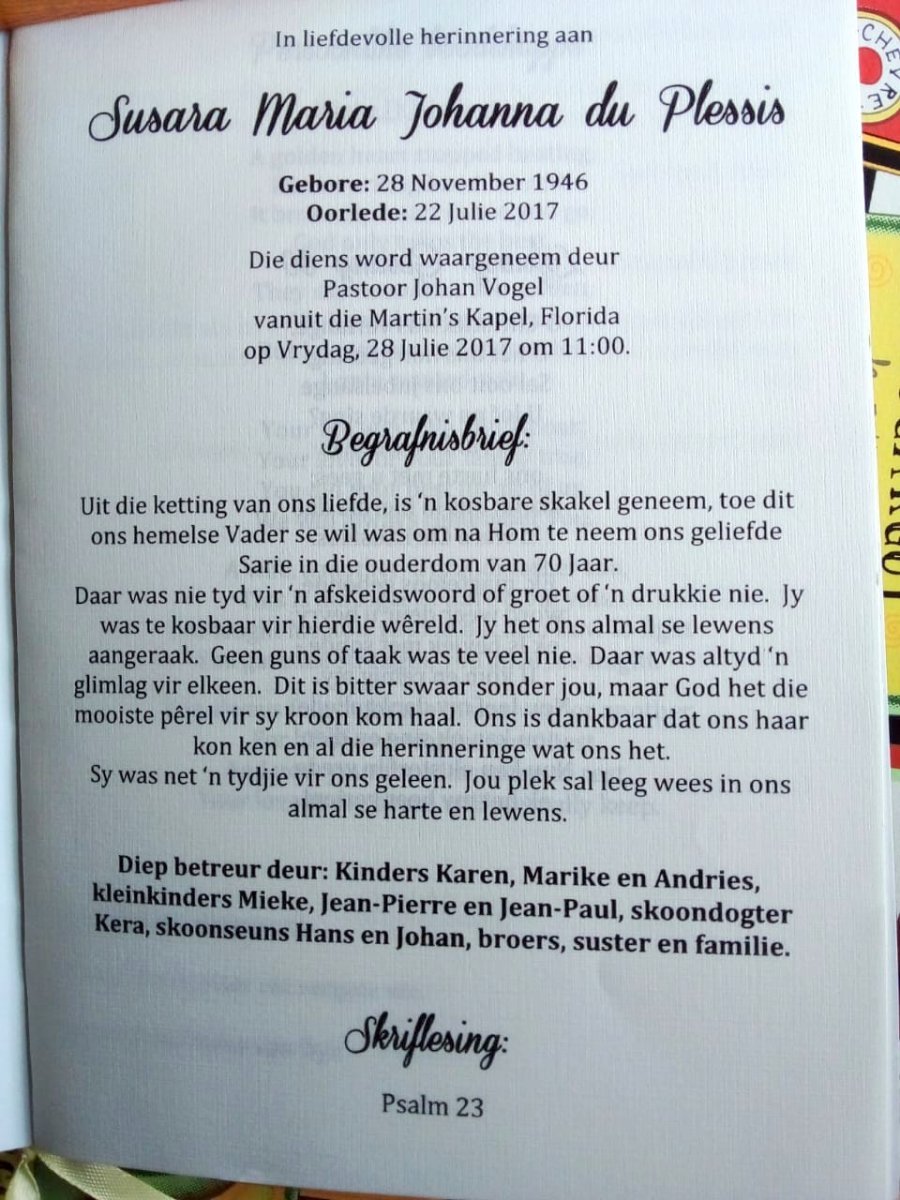 In liefdevolle herinnering aan
Susara Maria Johanna du Plessis
Gebore: 28 November 1946
Oorlede: 22 Julie 2017
Die diens word waargeneem deur
Pastoor Johan Vogel
vanuit die Martin's Kapel, Florida
op Vrydag, 28 Julie 2017 om 11:00.
Begrafnisbrief:
Uit die ketting van ons liefde, is ‘n kosbare skakel geneem, toe dit
ons hemelse Vader se wil was om na Hom te neem ons geliefde
Sarie in die ouderdom van 70 Jaar.
Daar was nie tyd vir ‘n afskeidswoord of groet of ‘n drukkie nie. Jy
was te kosbaar vir hierdie wêreld. Jy het ons almal se lewens
aangeraak. Geen guns of taak was te veel nie. Daar was altyd ‘n
glimlag vir elkeen. Dit is bitter swaar sonder jou, maar God het die
mooiste pêrel vir sy kroon kom haal. Ons is dankbaar dat ons haar
kon ken en al die herinneringe wat ons het.
Sy was net ‘n tydjie vir ons geleen. Jou plek sal leeg wees in ons
almal se harte en lewens.
Diep betreur deur: Kinders Karen, Marike en Andries,
kleinkinders Mieke, Jean-Pierre en Jean-Paul, skoondogter
Kera, skoonseuns Hans en Johan, broers, suster en familie.
Skriflesing:
Psalm 23